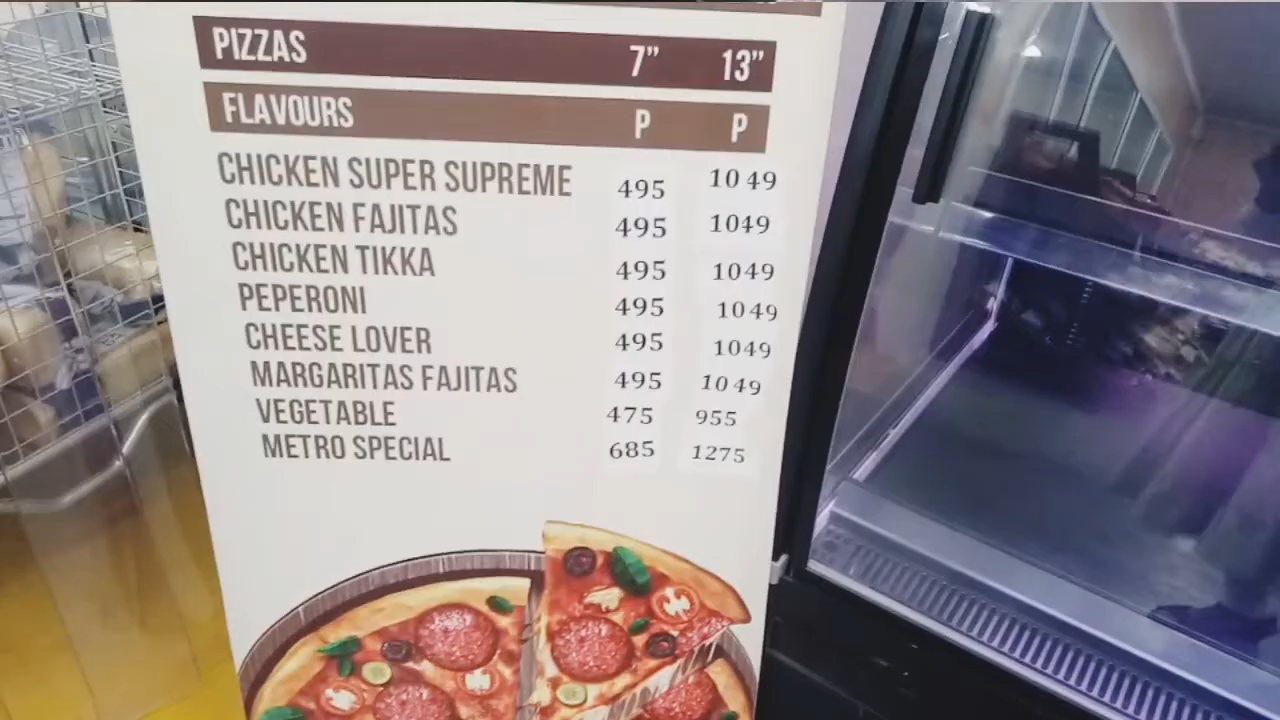 PIZZAS 7” 13”
FLAVOURS P P
CHICKEN SUPER SUPREME 495 1049
CHICKEN FAJITAS 495 1049
CHICKEN TIKKA 495 1049
PEPERONI 495 1049
CHEESE LOVER 495 1049
MARGARITAS FAJITAS 495 1049
VEGETABLE 475 955
METRO SPECIAL 685 1275